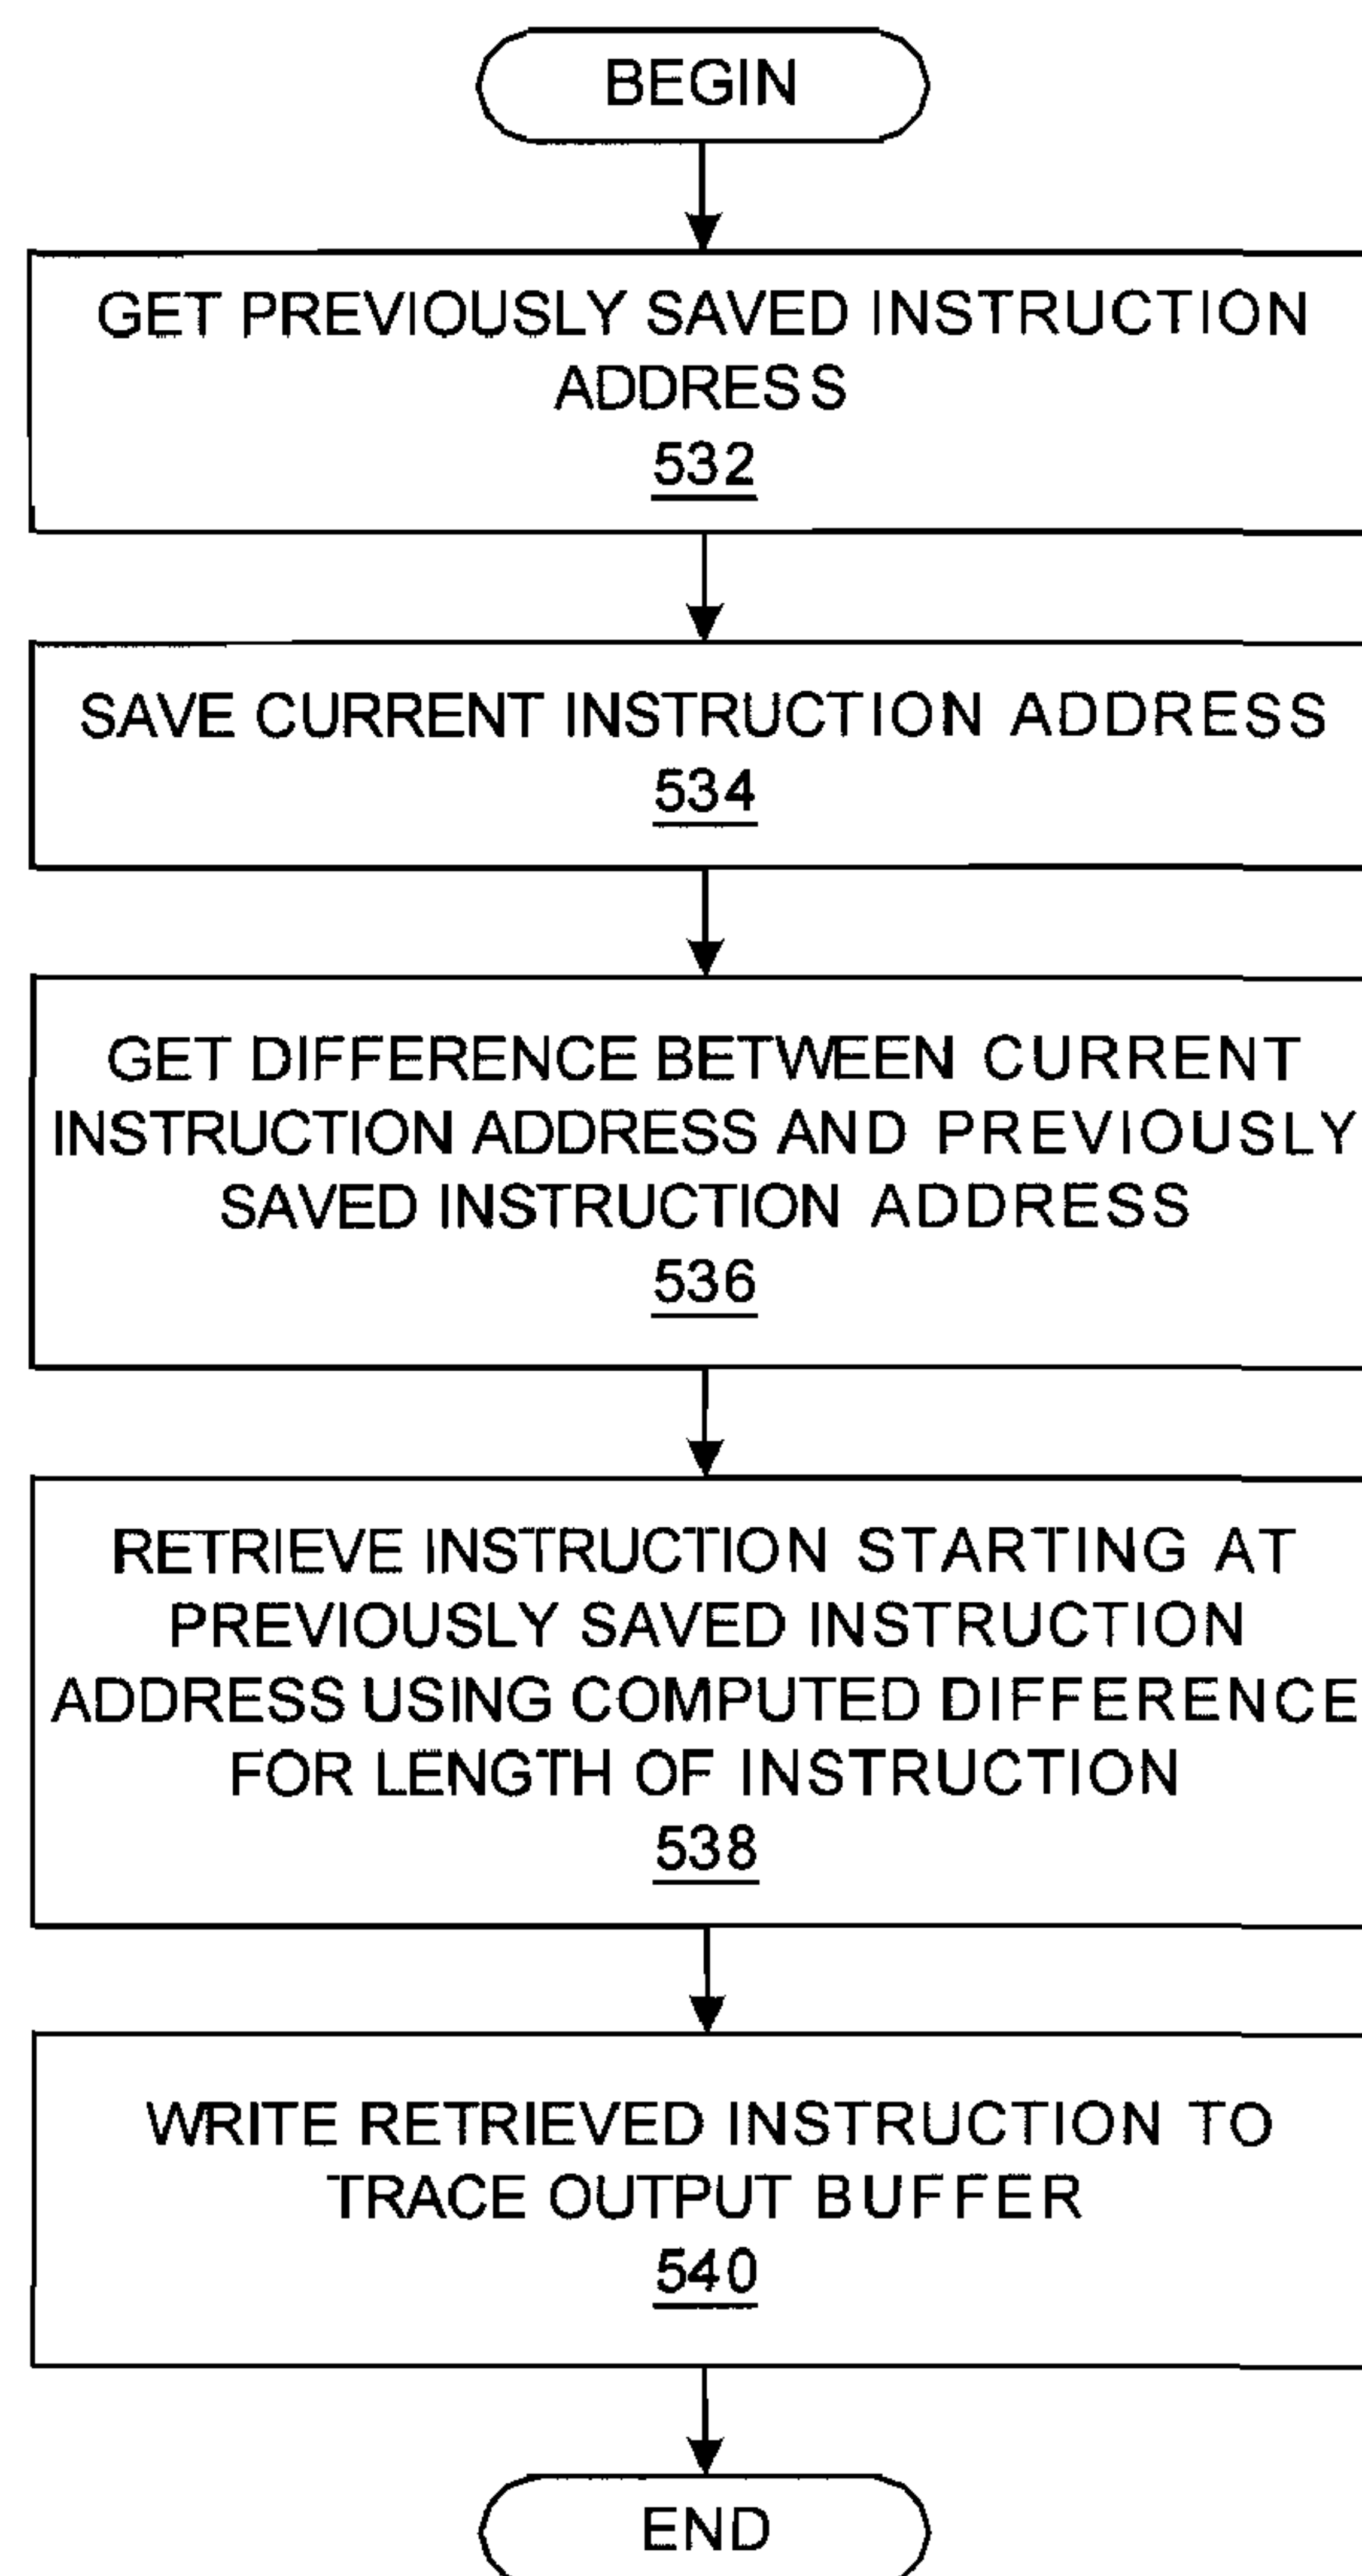 BEGIN
GET PREVIOUSLY SAVED INSTRUCTION
ADDRESS
532
SAVE CURRENT INSTRUCTION ADDRESS
534
GET DIFFERENCE BETWEEN CURRENT
INSTRUCTION ADDRESS AND PREVIOUSLY
SAVED INSTRUCTION ADDRESS
536
RETRIEVE INSTRUCTION STARTING AT
PREVIOUSLY SAVED INSTRUCTION
ADDRESS USING COMPUTED DIFFERENCE
FOR LENGTH OF INSTRUCTION
538
WRITE RETRIEVED INSTRUCTION TO
TRACE OUTPUT BUFFER
540
END